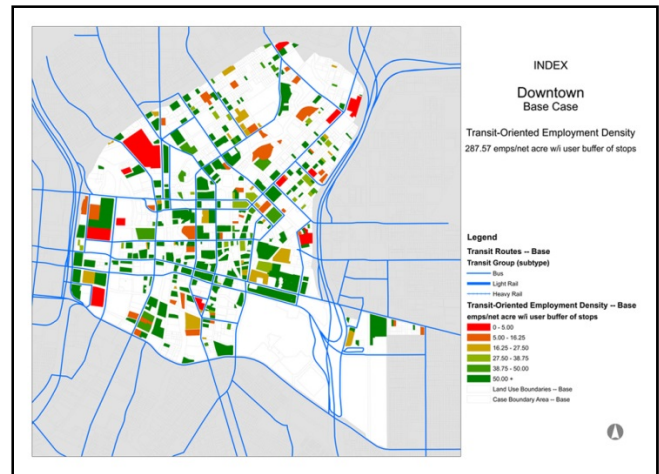 INDEX
Downtown
Base Case
Transit-Oriented Employment Density
287.57 emps/net acre w/i user buffer of stops
Legend
Transit Routes -- Base
Transit Group (subtype)
Bus
Light Rail
Heavy Rail
Transit-Oriented Employment Density -- Base
emps/net acre w/i user buffer of stops
0 - 5.00
5.00 - 16.25
16.25 - 27.50
27.50 - 38.75
38.75 - 50.00
50.00 +
Land Use Boundaries -- Base
Case Boundary Area -- Base